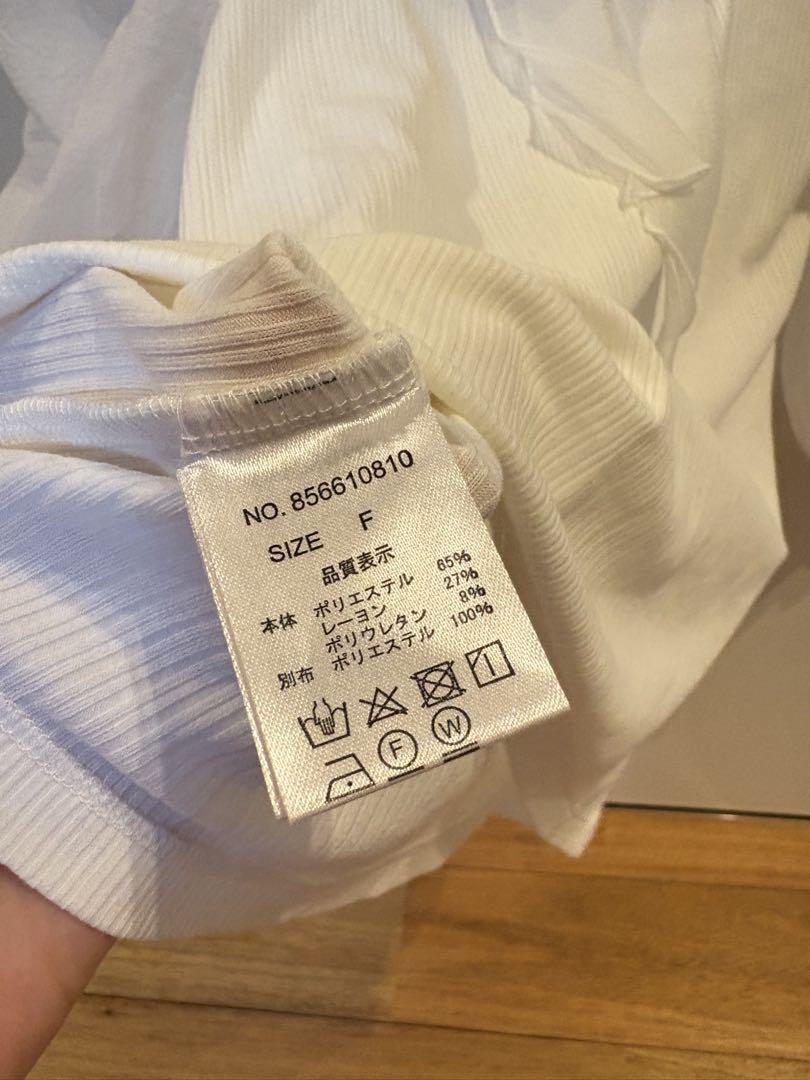 NO. 856610810
SIZE F
品質表示
本体 ポリエステル 65%
レーヨン 27%
ポリウレタン 8%
別布 ポリエステル 100%
F W